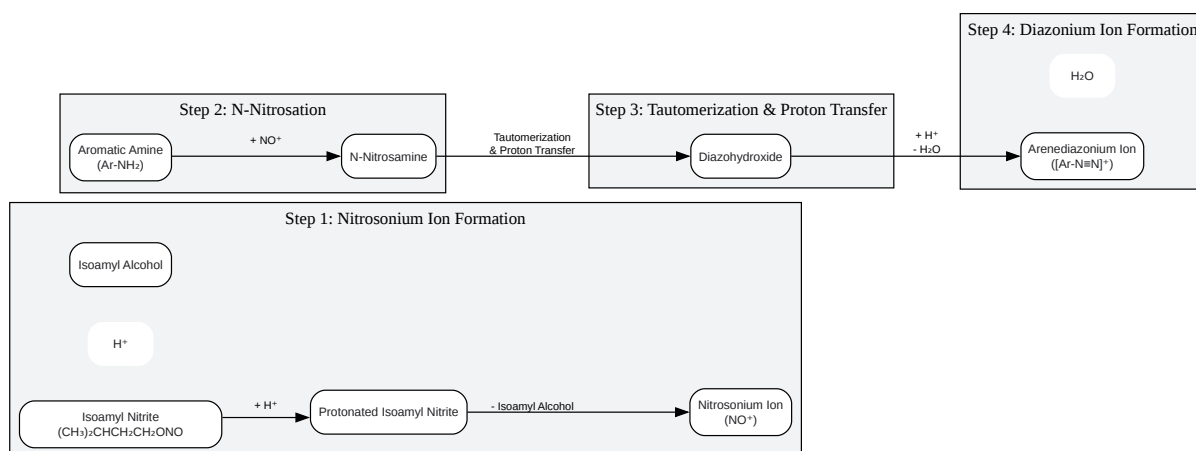 Step 4: Diazonium Ion Formation
H₂O
Arenediazonium Ion
([Ar-N≡N]⁺)
Step 2: N-Nitrosation
Aromatic Amine
(Ar-NH₂)
+ NO⁺
N-Nitrosamine
Tautomerization
& Proton Transfer
Step 3: Tautomerization & Proton Transfer
Diazohydroxide
+ H⁺
- H₂O
Step 1: Nitrosonium Ion Formation
Isoamyl Alcohol
H⁺
Isoamyl Nitrite
(CH₃)₂CHCH₂CH₂ONO
+ H⁺
Protonated Isoamyl Nitrite
- Isoamyl Alcohol
Nitrosonium Ion
(NO⁺)